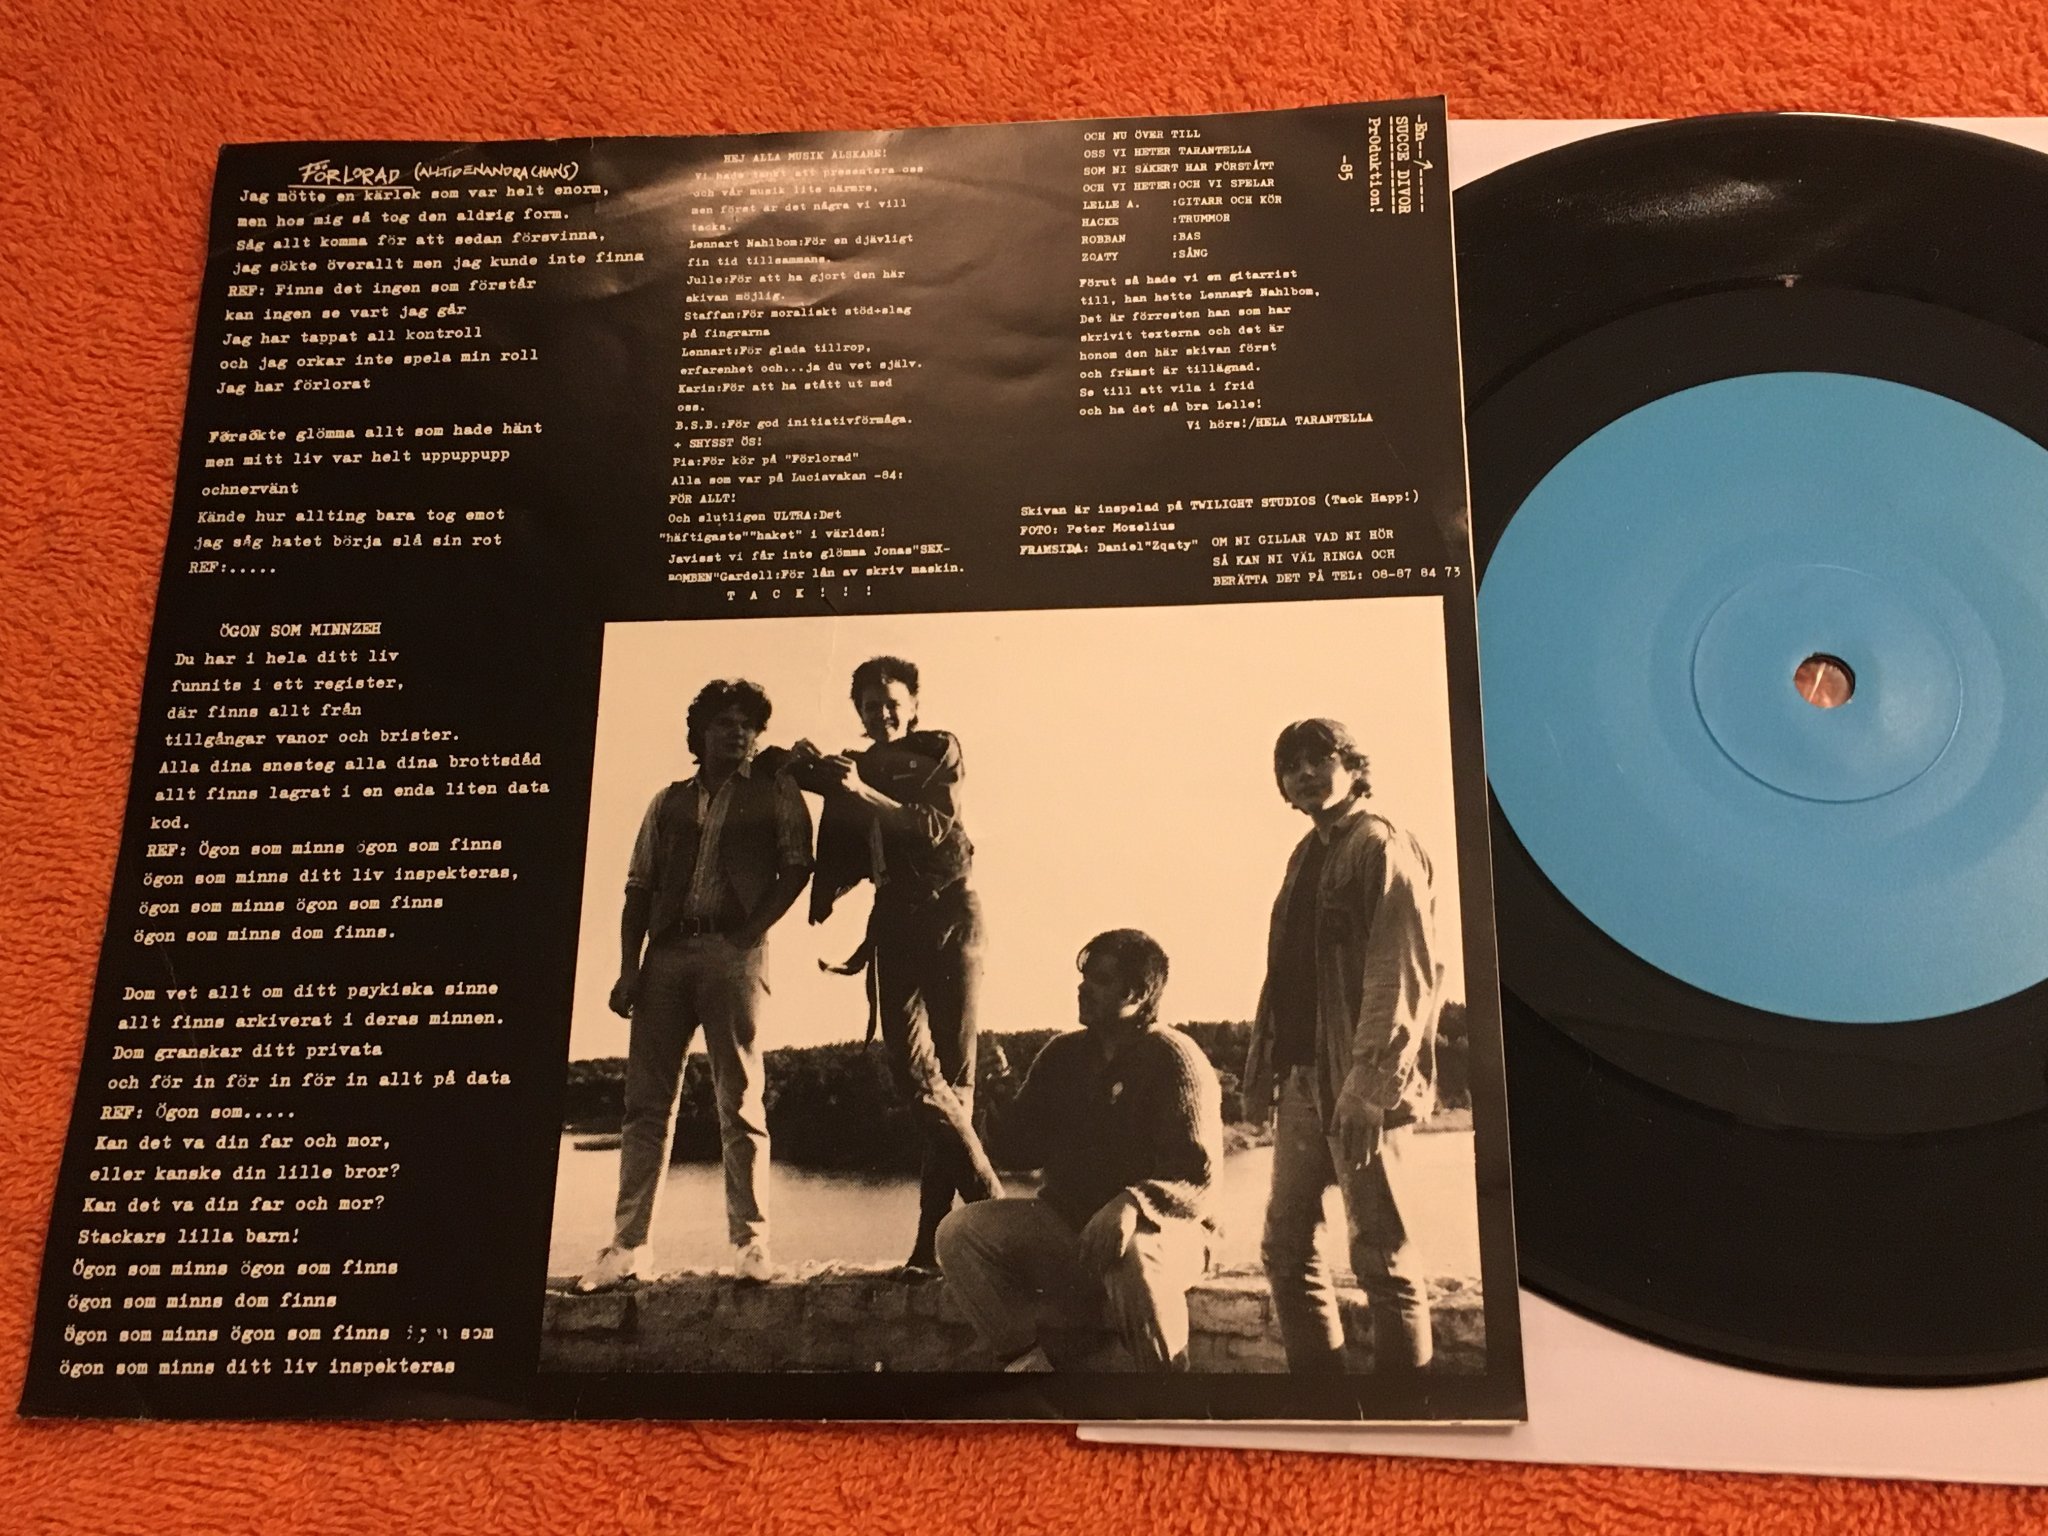 FÖRLORAD (ALLTIDENANDRACHANS)
Jag mötte en kärlek som var helt enorm,
men hos mig så tog den aldrig form.
Såg allt komma för att sedan försvinna,
jag sökte överallt men jag kunde inte finna
REF: Finns det ingen som förstår
kan ingen se vart jag går
Jag har tappat all kontroll
och jag orkar inte spela min roll
Jag har förlorat
Försökte glömma allt som hade hänt
men mitt liv var helt uppuppupp
ochnervänt
Kände hur allting bara tog emot
jag såg hatet börja slå sin rot
REF:.....
ÖGON SOM MINNZEH
Du har i hela ditt liv
funnits i ett register,
där finns allt från
tillgångar vanor och brister.
Alla dina snesteg alla dina brottsdåd
allt finns lagrat i en enda liten data
kod.
REF: Ögon som minns ögon som finns
ögon som minns ditt liv inspekteras,
ögon som minns ögon som finns
ögon som minns dom finns.
Dom vet allt om ditt psykiska sinne
allt finns arkiverat i deras minnen.
Dom granskar ditt privata
och för in för in för in allt på data
REF: Ögon som.....
Kan det va din far och mor,
eller kanske din lille bror?
Kan det va din far och mor?
Stackars lilla barn!
Ögon som minns ögon som finns
ögon som minns dom finns
Ögon som minns ögon som finns som
ögon som minns ditt liv inspekteras
HEJ ALLA MUSIK ÄLSKARE!
Vi hade tänkt att presentera oss
och vår musik lite närmre,
men först är det några vi vill
tacka.
Lennart Nahlbom:För en djävligt
fin tid tillsammans.
Julle:För att ha gjort den här
skivan möjlig.
Staffan:För moraliskt stöd+slag
på fingrarna
Lennart:För glada tillrop,
erfarenhet och...ja du vet själv.
Karin:För att ha stått ut med
oss.
B.S.B.:För god initiativförmåga.
+ SHYSST ÖS!
Pia:För kör på "Förlorad"
Alla som var på Luciavakan -84:
FÖR ALLT!
Och slutligen ULTRA:Det
"häftigaste""haket" i världen!
Javisst vi får inte glömma Jonas"SEX-
BOMBEN"Gardell:För lån av skriv maskin.
T A C K ! ! !
OCH NU ÖVER TILL
OSS VI HETER TARANTELLA
SOM NI SÄKERT HAR FÖRSTÅTT
OCH VI HETER:OCH VI SPELAR
LELLE A. :GITARR OCH KÖR
HACKE :TRUMMOR
ROBBAN :BAS
ZQATY :SÅNG
Förut så hade vi en gitarrist
till, han hette Lennart Nahlbom.
Det är förresten han som har
skrivit texterna och det är
honom den här skivan först
och främst är tillägnad.
Se till att vila i frid
och ha det så bra Lelle!
Vi hörs!/HELA TARANTELLA
Skivan är inspelad på TWILIGHT STUDIOS (Tack Happ!)
FOTO: Peter Moselius
FRAMSIDA: Daniel"Zqaty"
OM NI GILLAR VAD NI HÖR
SÅ KAN NI VÄL RINGA OCH
BERÄTTA DET PÅ TEL: 08-87 84 73
-En-
SUCCE DIVOR
PrOduktion!
-85